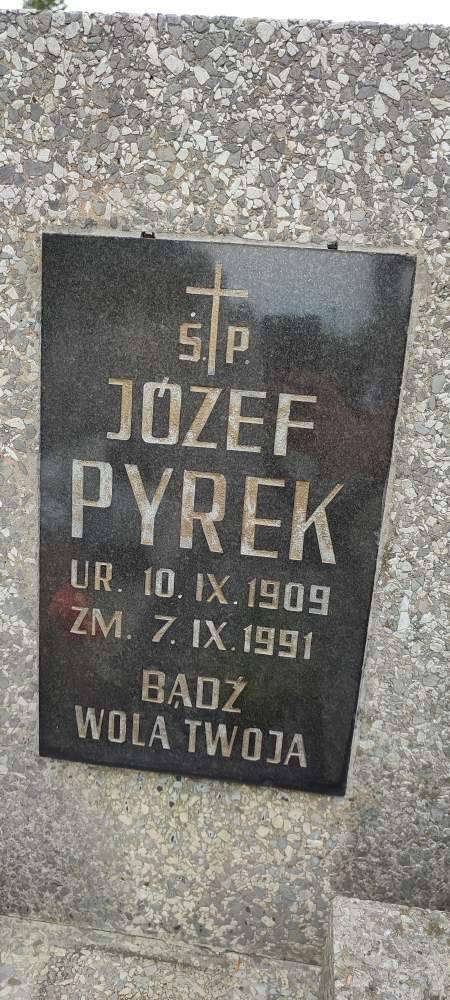 Ś.P.
JÓZEF
PYREK
UR. 10. IX. 1909
ZM. 7. IX. 1991
BĄDŹ
WOLA TWOJA